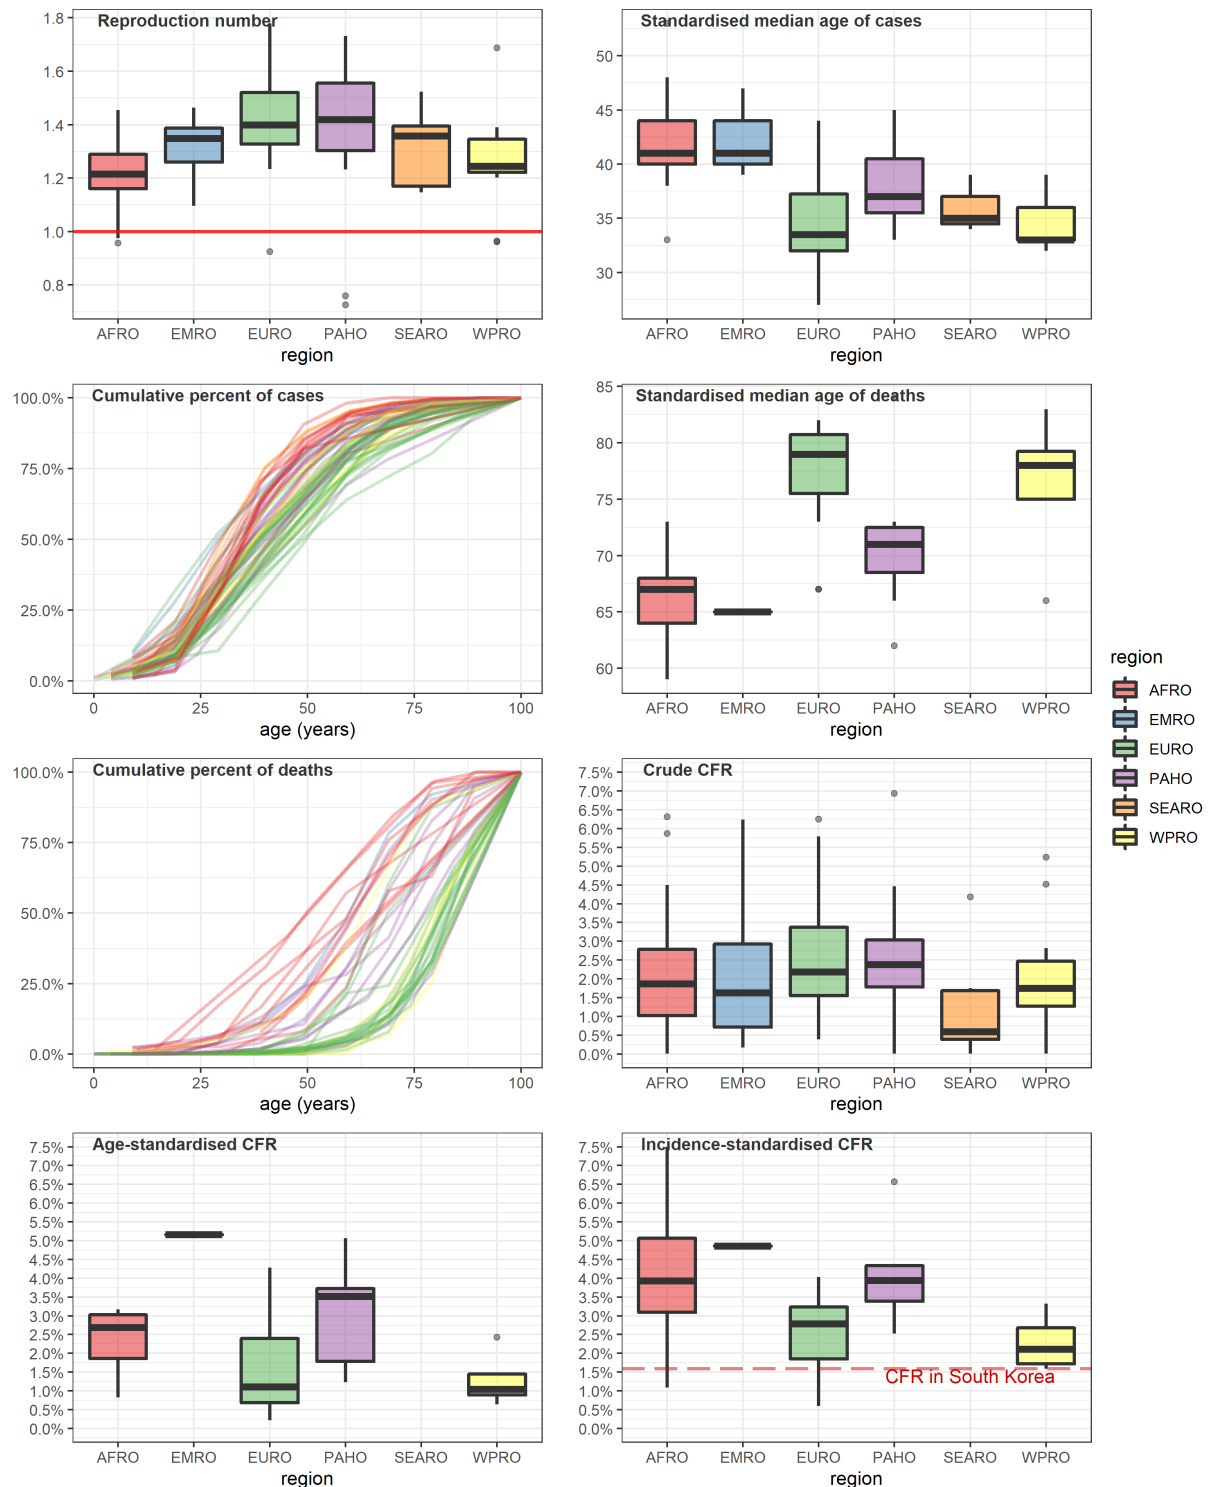 Reproduction number
1.8
1.6
1.4
1.2
1.0
0.8
AFRO EMRO EURO PAHO SEARO WPRO
region
Standardised median age of cases
50
45
40
35
30
AFRO EMRO EURO PAHO SEARO WPRO
region
Cumulative percent of cases
100.0%
75.0%
50.0%
25.0%
0.0%
0 25 50 75 100
age (years)
Standardised median age of deaths
85
80
75
70
65
60
AFRO EMRO EURO PAHO SEARO WPRO
region
region
AFRO
EMRO
EURO
PAHO
SEARO
WPRO
Cumulative percent of deaths
100.0%
75.0%
50.0%
25.0%
0.0%
0 25 50 75 100
age (years)
Crude CFR
7.5%
7.0%
6.5%
6.0%
5.5%
5.0%
4.5%
4.0%
3.5%
3.0%
2.5%
2.0%
1.5%
1.0%
0.5%
0.0%
AFRO EMRO EURO PAHO SEARO WPRO
region
Age-standardised CFR
7.5%
7.0%
6.5%
6.0%
5.5%
5.0%
4.5%
4.0%
3.5%
3.0%
2.5%
2.0%
1.5%
1.0%
0.5%
0.0%
AFRO EMRO EURO PAHO SEARO WPRO
region
Incidence-standardised CFR
7.5%
7.0%
6.5%
6.0%
5.5%
5.0%
4.5%
4.0%
3.5%
3.0%
2.5%
2.0%
1.5%
1.0%
0.5%
0.0%
CFR in South Korea
AFRO EMRO EURO PAHO SEARO WPRO
region